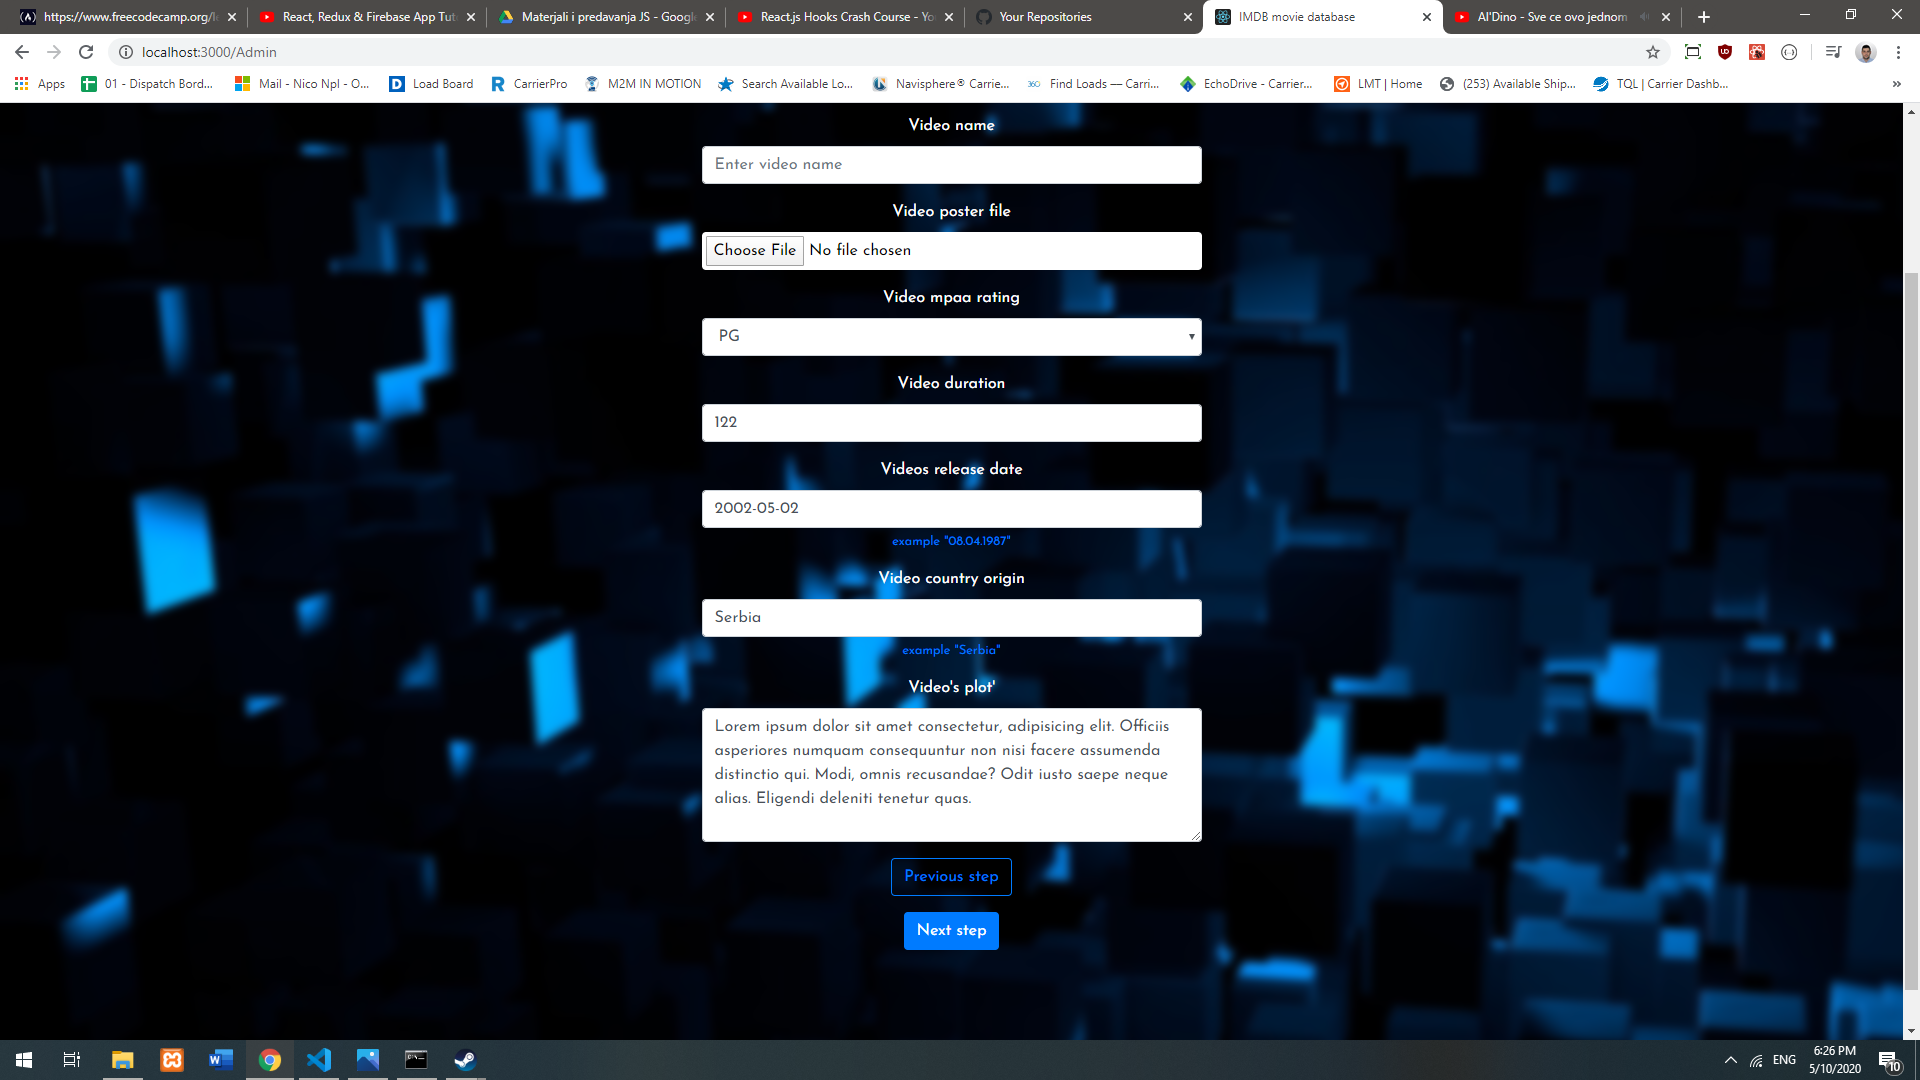 https://www.freecodecamp.org/le
React, Redux & Firebase App Tut
Materjali i predavanja JS - Google
React.js Hooks Crash Course - Yo
Your Repositories
IMDB movie database
Al'Dino - Sve ce ovo jednom
localhost:3000/Admin
Apps
01 - Dispatch Bord...
Mail - Nico Npl - O...
Load Board
CarrierPro
M2M IN MOTION
Search Available Lo...
Navisphere® Carrie...
360
Find Loads — Carri...
EchoDrive - Carrier...
LMT | Home
(253) Available Ship...
TQL | Carrier Dashb...
»
Video name
Enter video name
Video poster file
Choose File No file chosen
Video mpaa rating
PG
Video duration
122
Videos release date
2002-05-02
example "08.04.1987"
Video country origin
Serbia
example "Serbia"
Video's plot'
Lorem ipsum dolor sit amet consectetur, adipisicing elit. Officiis
asperiores numquam consequuntur non nisi facere assumenda
distinctio qui. Modi, omnis recusandae? Odit iusto saepe neque
alias. Eligendi deleniti tenetur quas.
Previous step
Next step
ENG
6:26 PM
5/10/2020
10